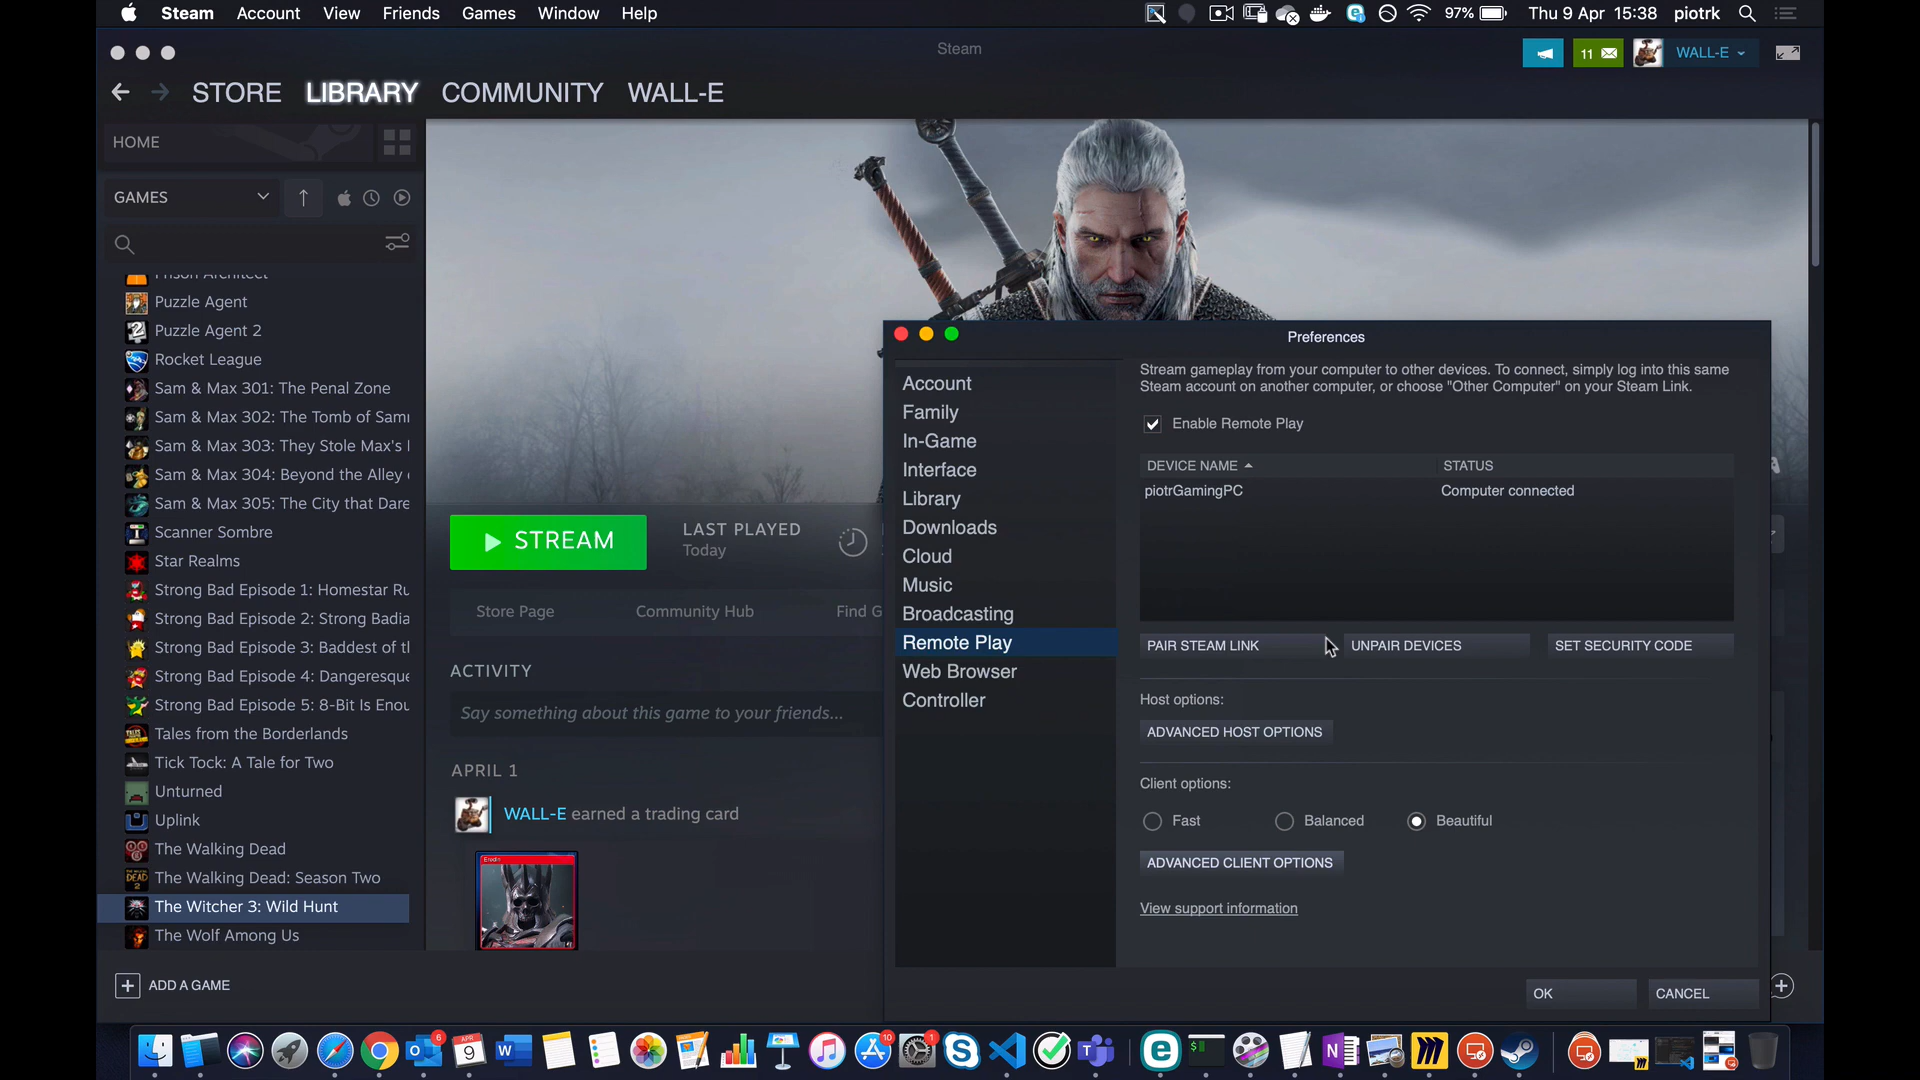 Steam Account View Friends Games Window Help
97% Thu 9 Apr 15:38 piotrk
Steam
11 WALL-E
STORE LIBRARY COMMUNITY WALL-E
HOME
GAMES
Prison Architect
Puzzle Agent
Puzzle Agent 2
Rocket League
Sam & Max 301: The Penal Zone
Sam & Max 302: The Tomb of Samm
Sam & Max 303: They Stole Max's
Sam & Max 304: Beyond the Alley
Sam & Max 305: The City that Dare
Scanner Sombre
Star Realms
Strong Bad Episode 1: Homestar Ru
Strong Bad Episode 2: Strong Badia
Strong Bad Episode 3: Baddest of th
Strong Bad Episode 4: Dangeresque
Strong Bad Episode 5: 8-Bit Is Enou
Tales from the Borderlands
Tick Tock: A Tale for Two
Unturned
Uplink
The Walking Dead
The Walking Dead: Season Two
The Witcher 3: Wild Hunt
The Wolf Among Us
ADD A GAME
STREAM
LAST PLAYED
Today
Store Page Community Hub Find G
ACTIVITY
Say something about this game to your friends...
APRIL 1
WALL-E earned a trading card
Eredin
Preferences
Account
Family
In-Game
Interface
Library
Downloads
Cloud
Music
Broadcasting
Remote Play
Web Browser
Controller
Stream gameplay from your computer to other devices. To connect, simply log into this same
Steam account on another computer, or choose "Other Computer" on your Steam Link.
Enable Remote Play
DEVICE NAME STATUS
piotrGamingPC Computer connected
PAIR STEAM LINK UNPAIR DEVICES SET SECURITY CODE
Host options:
ADVANCED HOST OPTIONS
Client options:
Fast Balanced Beautiful
ADVANCED CLIENT OPTIONS
View support information
OK CANCEL
6 APR 9 10 1